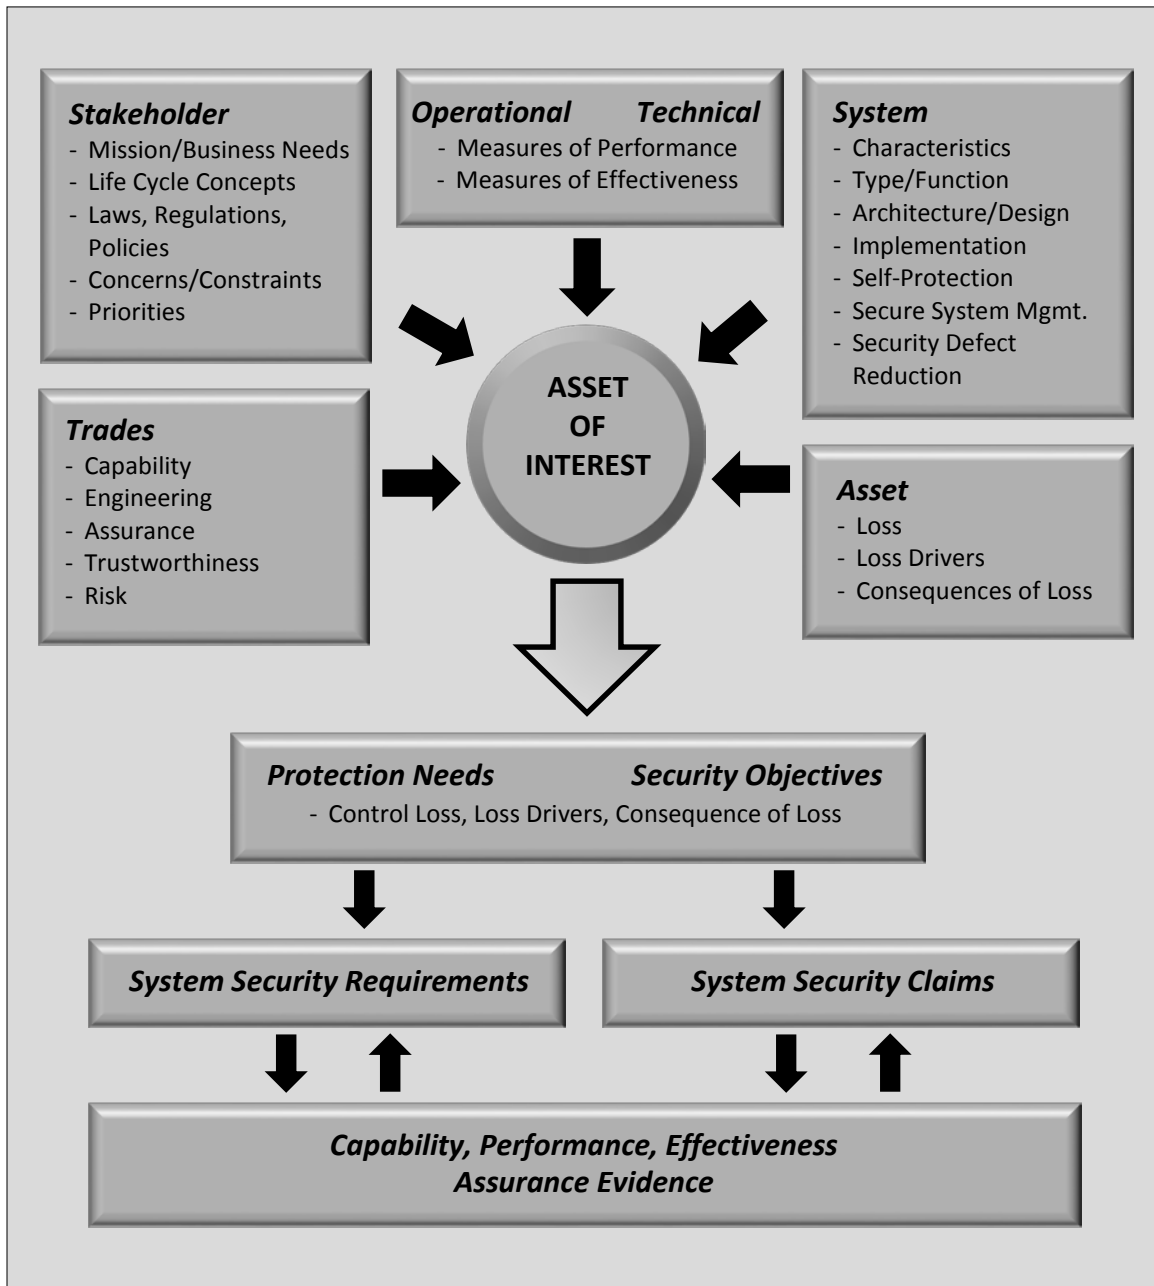 Stakeholder
- Mission/Business Needs
- Life Cycle Concepts
- Laws, Regulations,
Policies
- Concerns/Constraints
- Priorities
Operational Technical
- Measures of Performance
- Measures of Effectiveness
System
- Characteristics
- Type/Function
- Architecture/Design
- Implementation
- Self-Protection
- Secure System Mgmt.
- Security Defect
Reduction
Trades
- Capability
- Engineering
- Assurance
- Trustworthiness
- Risk
ASSET
OF
INTEREST
Asset
- Loss
- Loss Drivers
- Consequences of Loss
Protection Needs Security Objectives
- Control Loss, Loss Drivers, Consequence of Loss
System Security Requirements
System Security Claims
Capability, Performance, Effectiveness
Assurance Evidence